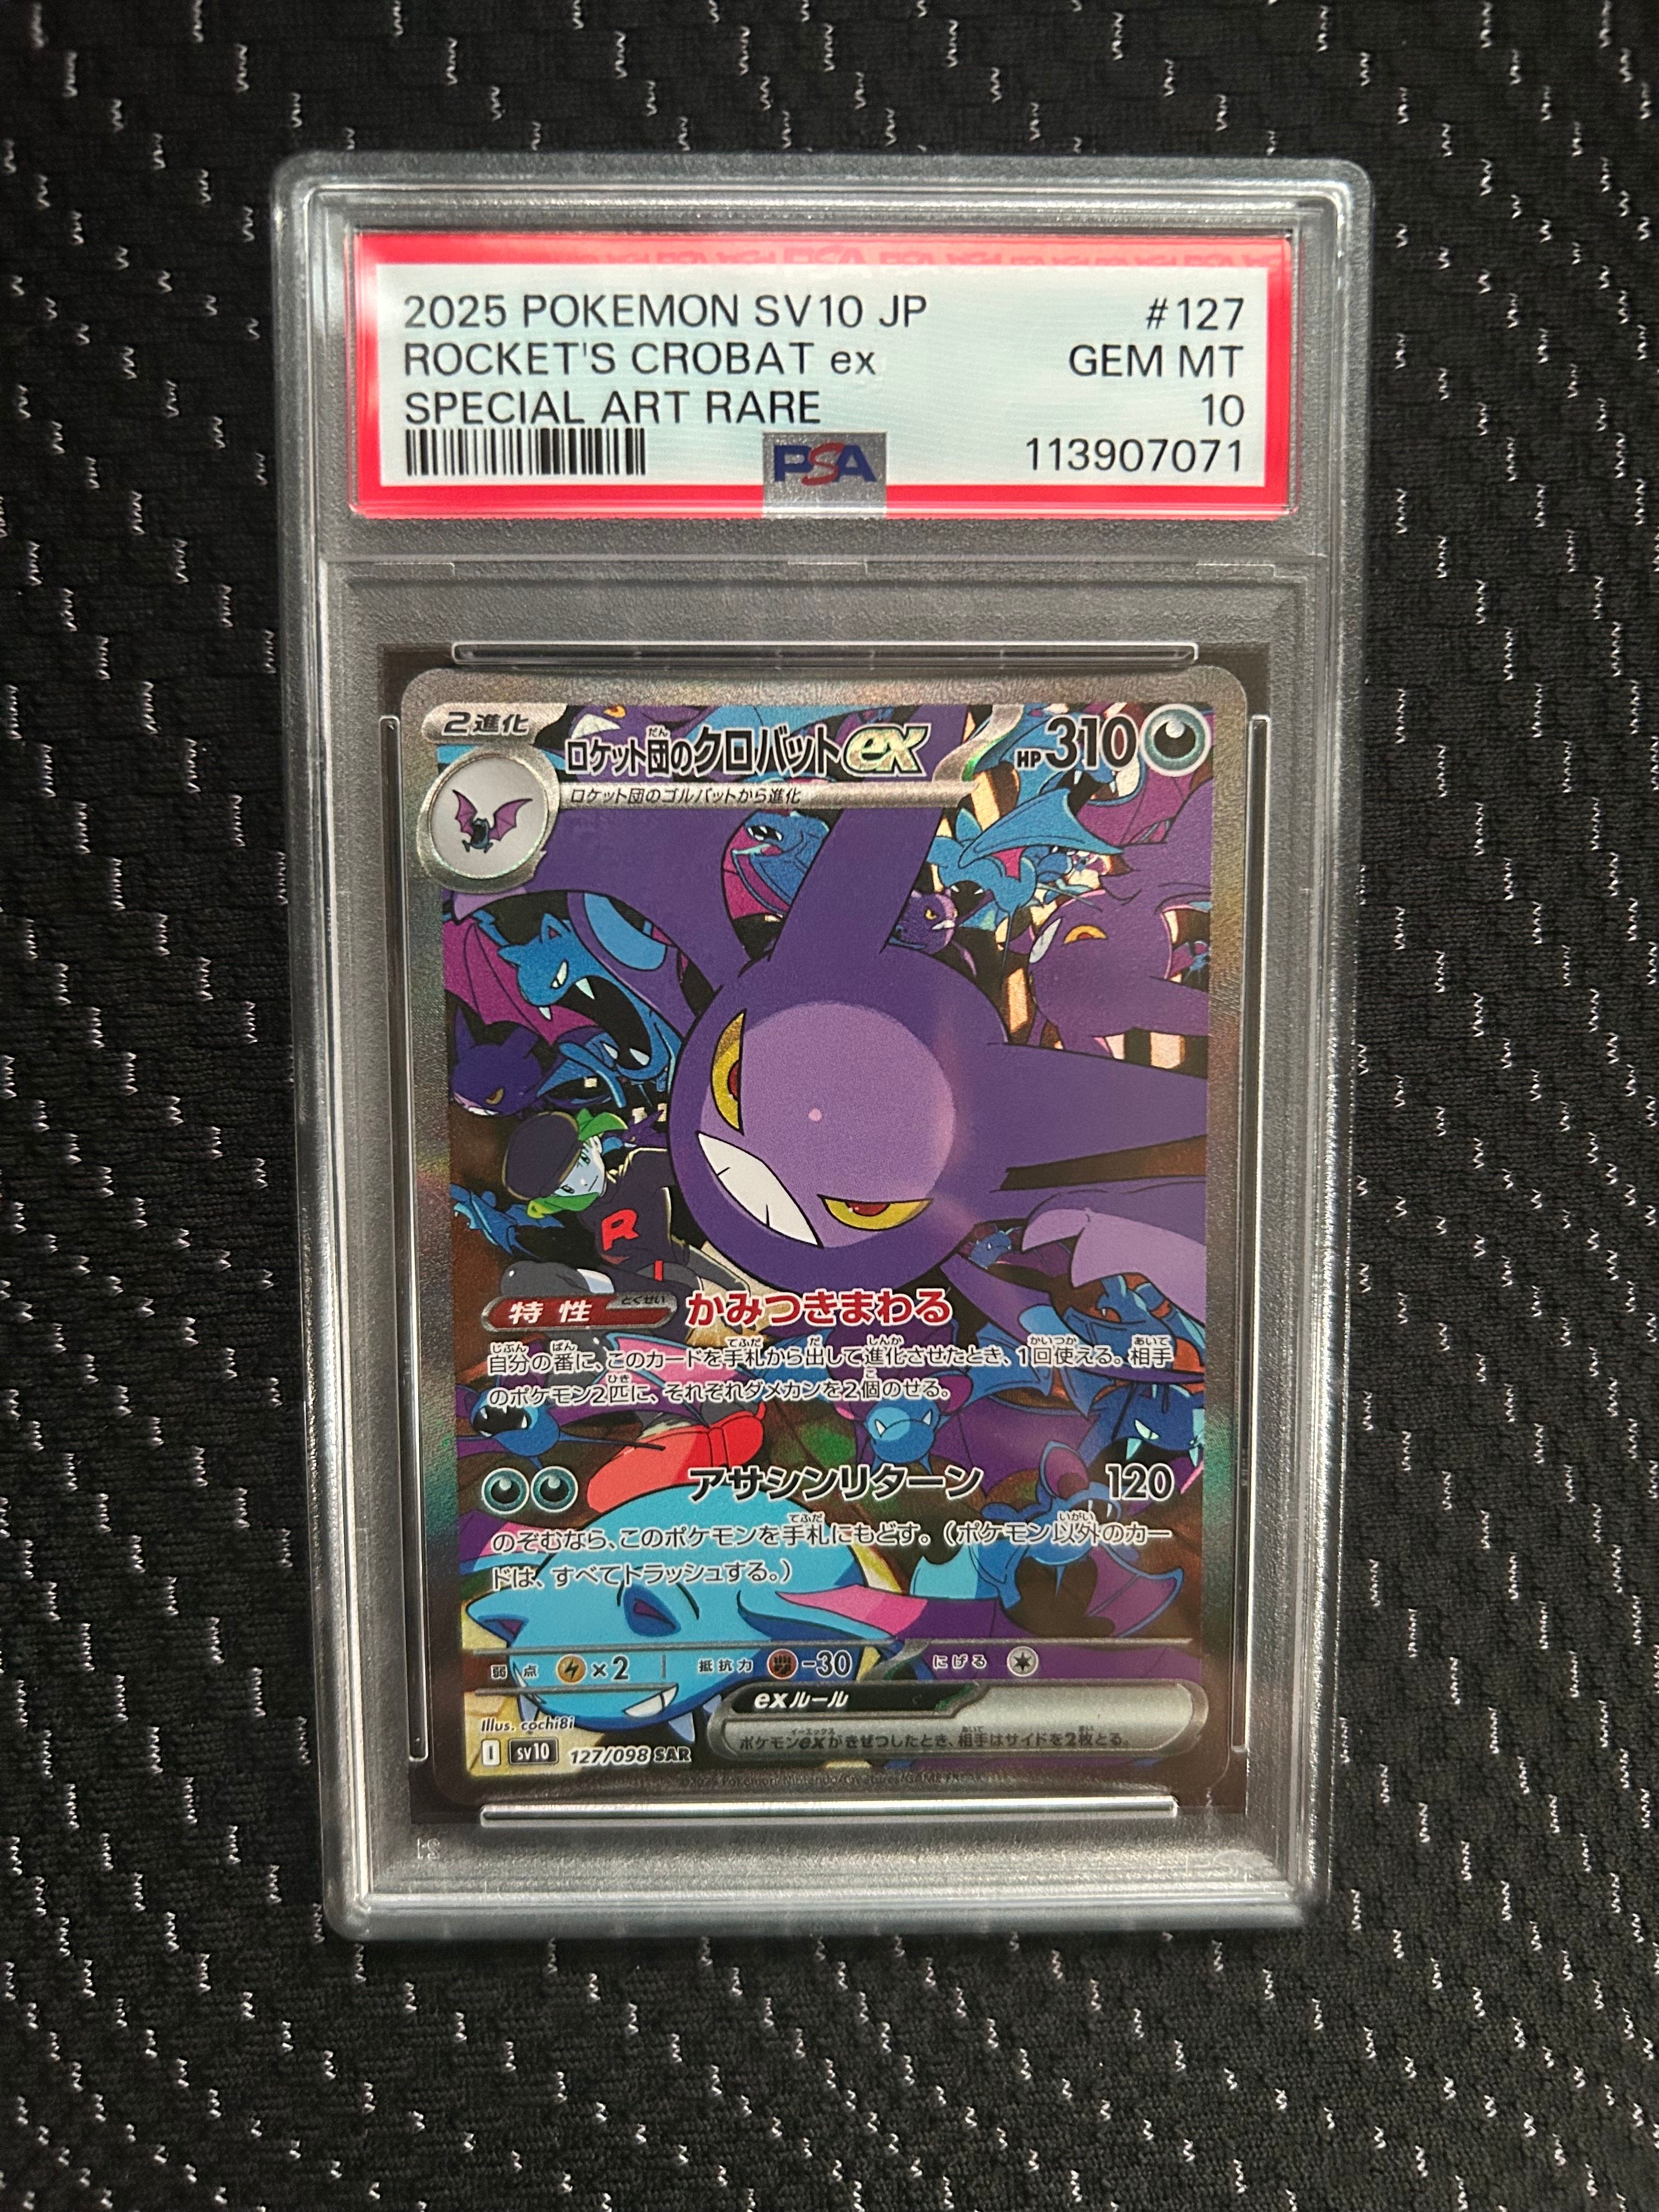 2025 POKEMON SV10 JP #127
ROCKET'S CROBAT ex GEM MT
SPECIAL ART RARE 10
PSA 113907071
2進化 ロケット団のクロバットex HP310
ロケット団のゴルバットから進化
R
特性 とくせい かみつきまわる
自分の番に、このカードを手札から出して進化させたとき、1回使える。相手
のポケモン2匹に、それぞれダメカンを2個のせる。
アサシンリターン 120
のぞむなら、このポケモンを手札にもどす。(ポケモン以外のカー
ドは、すべてトラッシュする。)
弱点 ×2 抵抗力 -30 にげる
exルール
ポケモンexがきぜつしたとき、相手はサイドを2枚とる。
Illus. cochi8i
I sv10 127/098 SAR